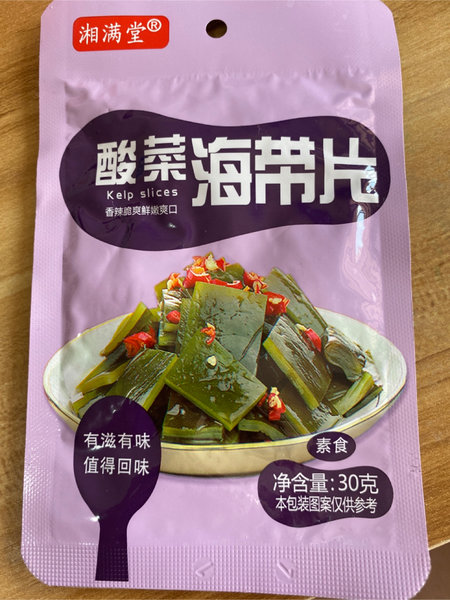 湘满堂®
酸菜海带片
Kelp slices
香辣脆爽鲜嫩爽口
有滋有味
值得回味
素食
净含量:30克
本包装图案仅供参考